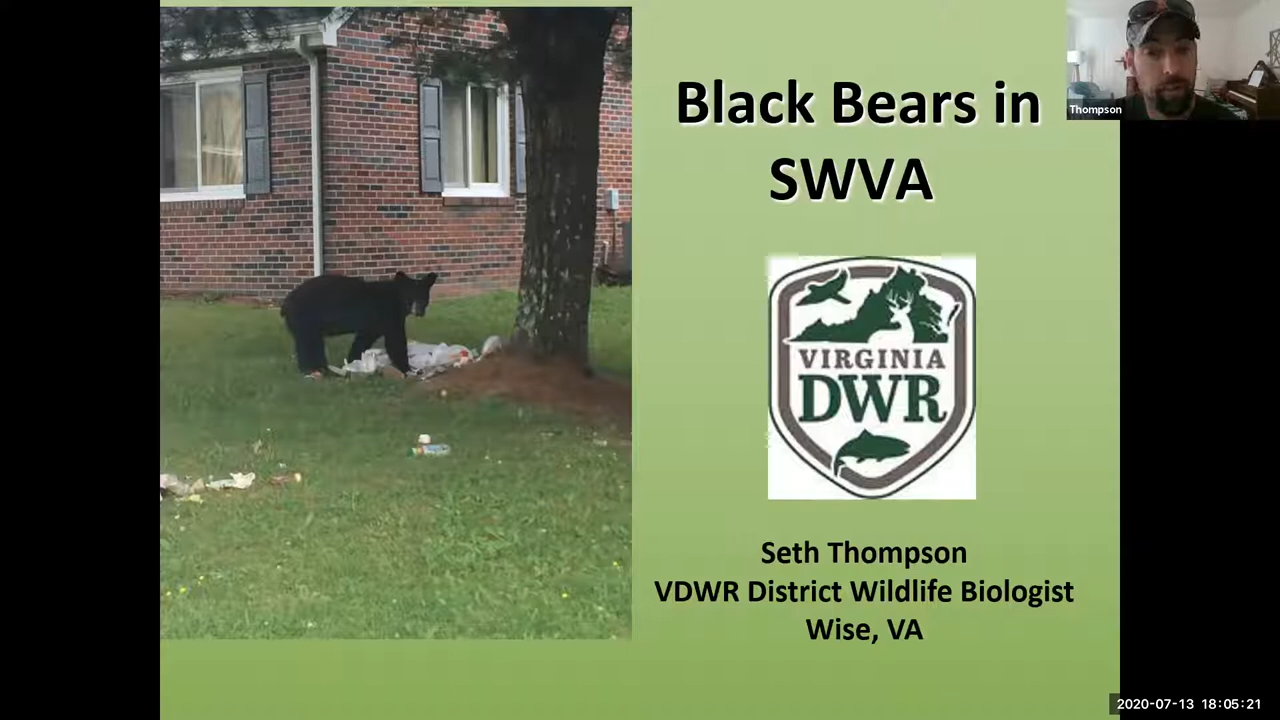 Black Bears in
SWVA
Thompson
VIRGINIA
DWR
Seth Thompson
VDWR District Wildlife Biologist
Wise, VA
2020-07-13 18:05:21